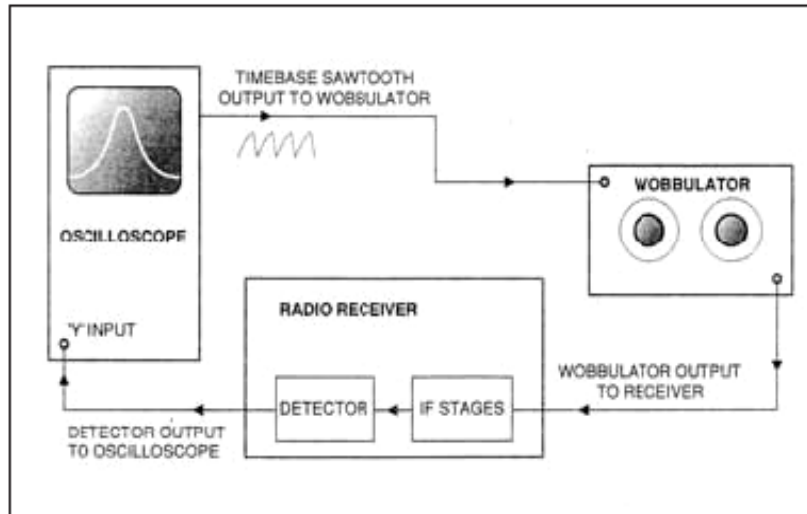 TIMEBASE SAWTOOTH
OUTPUT TO WOBBULATOR
WOBBULATOR
OSCILLOSCOPE
RADIO RECEIVER
'Y' INPUT
WOBBULATOR OUTPUT
TO RECEIVER
DETECTOR
IF STAGES
DETECTOR OUTPUT
TO OSCILLOSCOPE